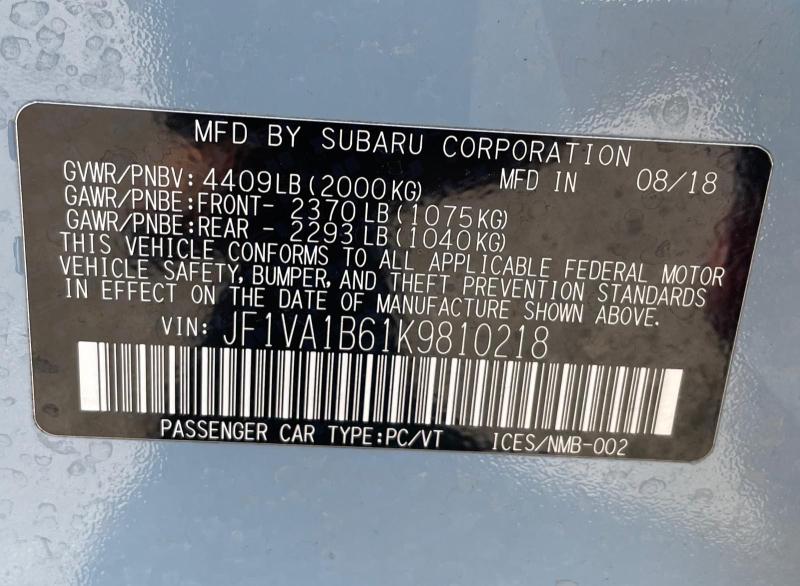 MFD BY SUBARU CORPORATION
GVWR/PNBV: 4409LB (2000KG) MFD IN 08/18
GAWR/PNBE: FRONT- 2370 LB (1075KG)
GAWR/PNBE: REAR - 2293 LB (1040KG)
THIS VEHICLE CONFORMS TO ALL APPLICABLE FEDERAL MOTOR
VEHICLE SAFETY, BUMPER, AND THEFT PREVENTION STANDARDS
IN EFFECT ON THE DATE OF MANUFACTURE SHOWN ABOVE.
VIN: JF1VA1B61K9810218
PASSENGER CAR TYPE:PC/VT ICES/NMB-002